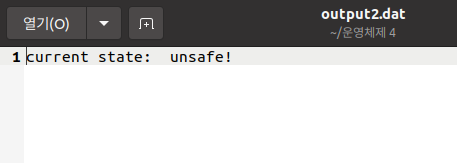 열기(O)
output2.dat
~/운영체제 4
1 current state:  unsafe!